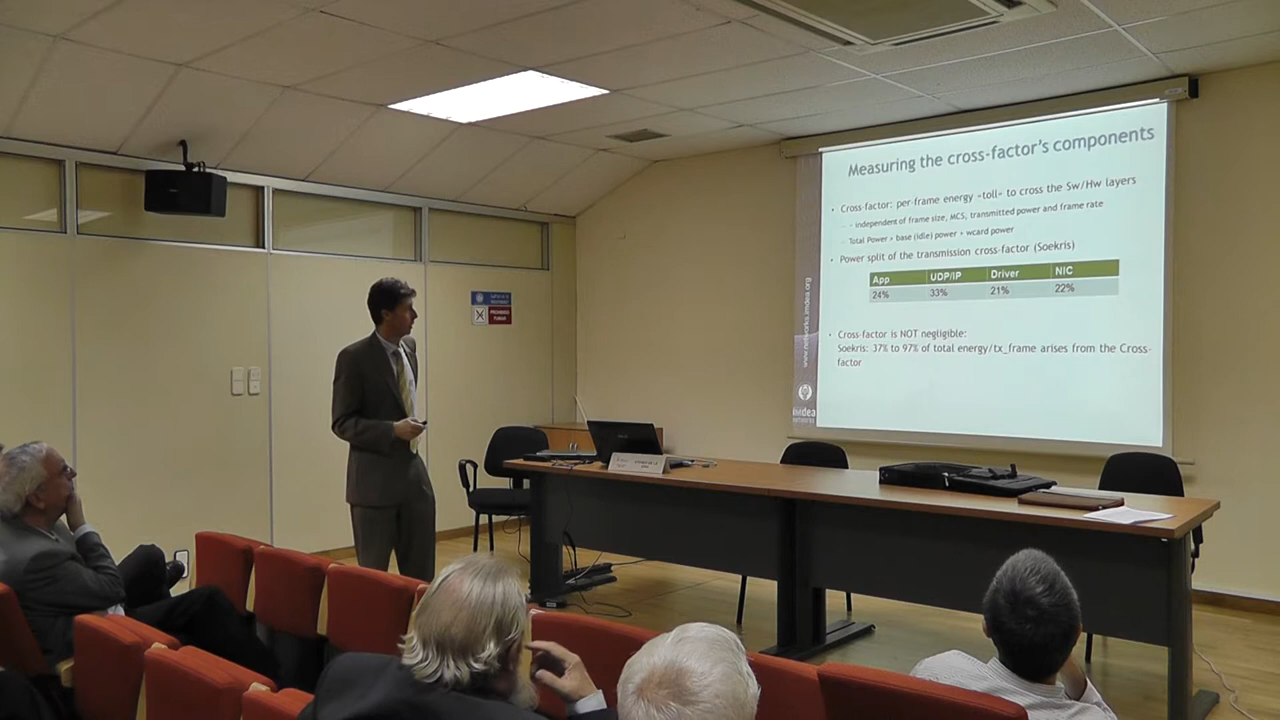 Measuring the cross-factor's components
• Cross-factor: per-frame energy «toll» to cross the Sw/Hw layers
– independent of frame size, MCS, transmitted power and frame rate
– Total Power > base (idle) power + wcard power
• Power split of the transmission cross-factor (Soekris)
App UDP/IP Driver NIC
24% 33% 21% 22%
• Cross-factor is NOT negligible:
Soekris: 37% to 97% of total energy/tx_frame arises from the Cross-
factor
www.networks.imdea.org
imdea
networks
PROHIBIDO
FUMAR